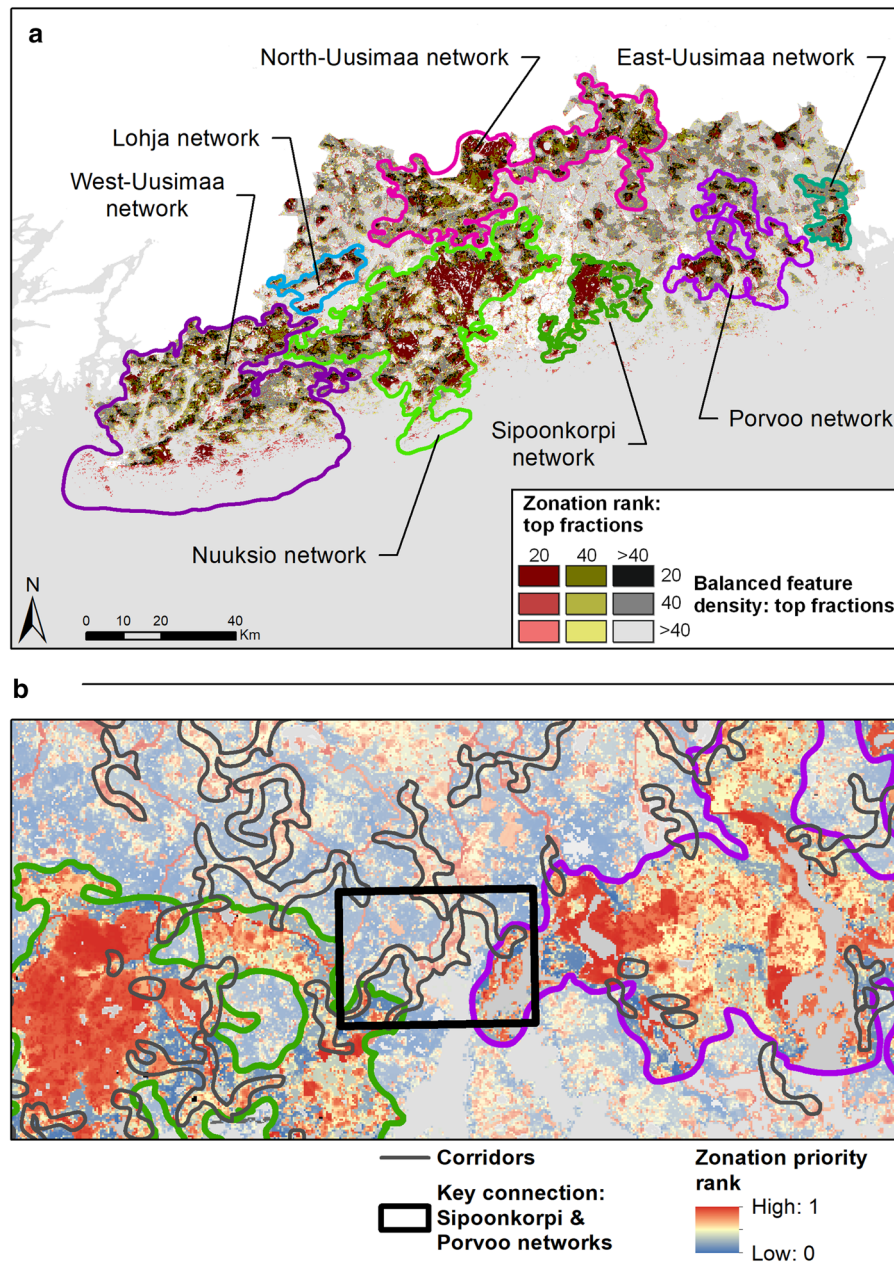 a
North-Uusimaa network
East-Uusimaa network
Lohja network
West-Uusimaa
network
Sipoonkorpi
network
Porvoo network
Nuuksio network
N
0 10 20 40
Km
Zonation rank:
top fractions
20 40 >40
20
40
>40
Balanced feature
density: top fractions
b
Corridors
Key connection:
Sipoonkorpi &
Porvoo networks
Zonation priority
rank
High: 1
Low: 0